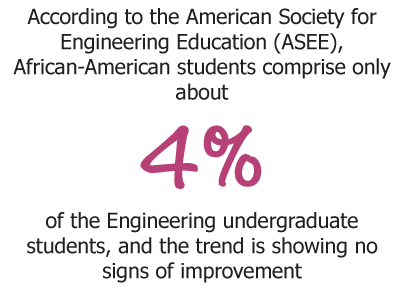 According to the American Society for
Engineering Education (ASEE),
African-American students comprise only
about
4%
of the Engineering undergraduate
students, and the trend is showing no
signs of improvement